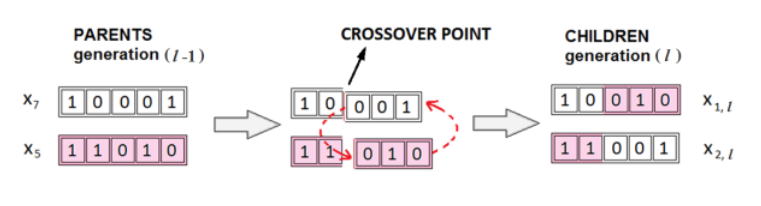 PARENTS
generation (l-1)
CROSSOVER POINT
CHILDREN
generation (l)
x7 1 0 0 0 1
1 0 0 0 1
1 0 0 1 0 x1, l
x5 1 1 0 1 0
1 1 0 1 0
1 1 0 0 1 x2, l